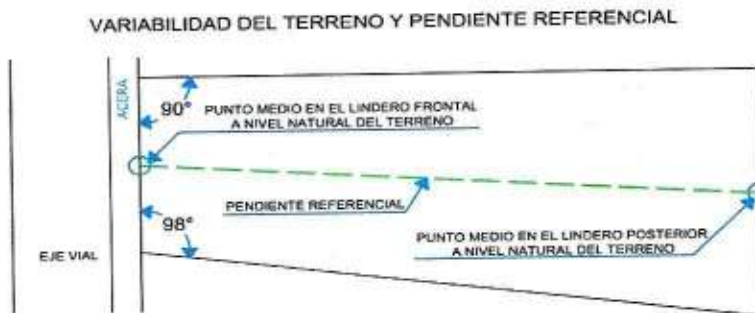 VARIABILIDAD DEL TERRENO Y PENDIENTE REFERENCIAL
ACERA
90°
PUNTO MEDIO EN EL LINDERO FRONTAL
A NIVEL NATURAL DEL TERRENO
PENDIENTE REFERENCIAL
98°
PUNTO MEDIO EN EL LINDERO POSTERIOR
A NIVEL NATURAL DEL TERRENO
EJE VIAL